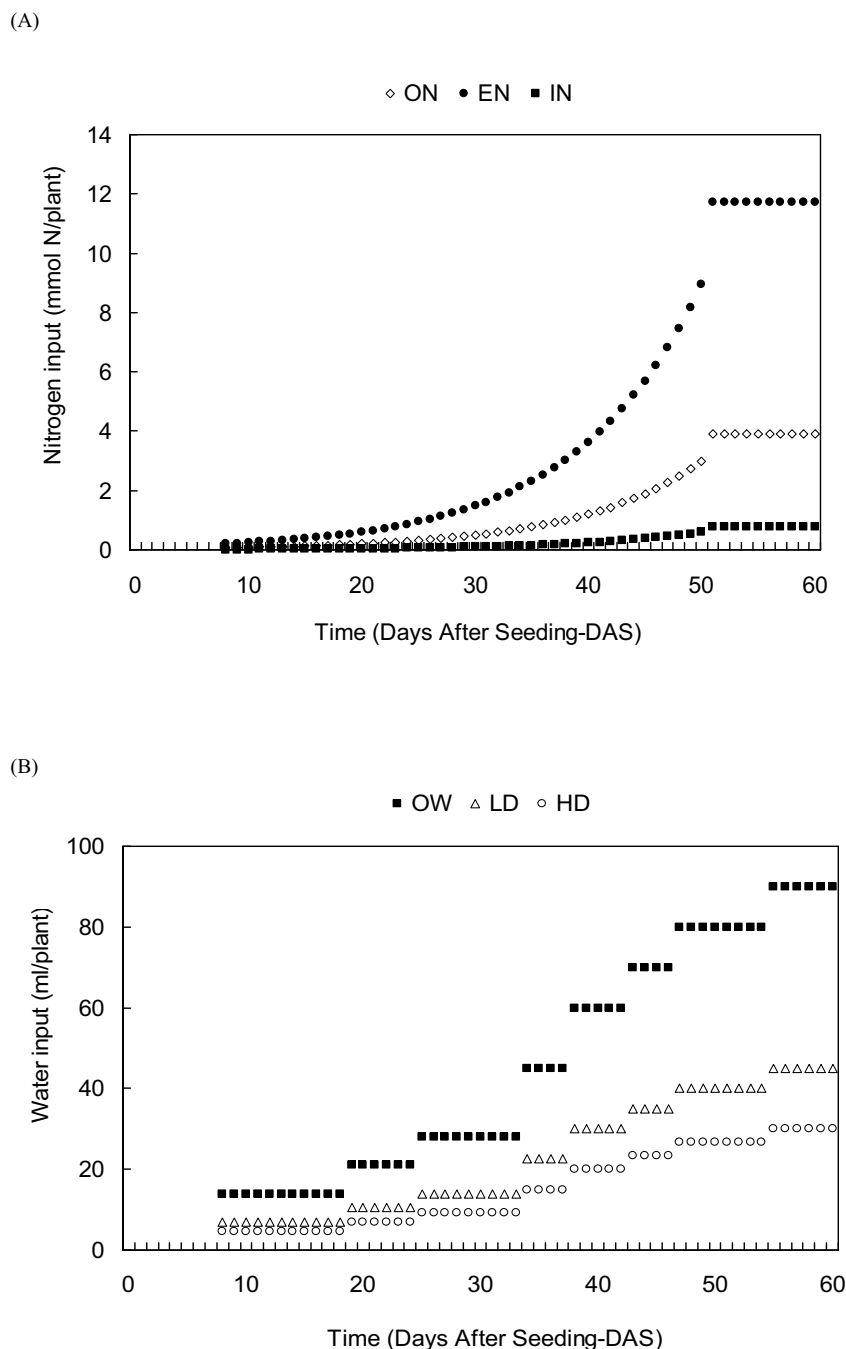 (A)
◇ ON ● EN ■ IN
14
12
10
8
6
4
2
0
Nitrogen input (mmol N/plant)
0 10 20 30 40 50 60
Time (Days After Seeding-DAS)
(B)
■ OW △ LD ○ HD
100
80
60
40
20
0
Water input (ml/plant)
0 10 20 30 40 50 60
Time (Days After Seeding-DAS)